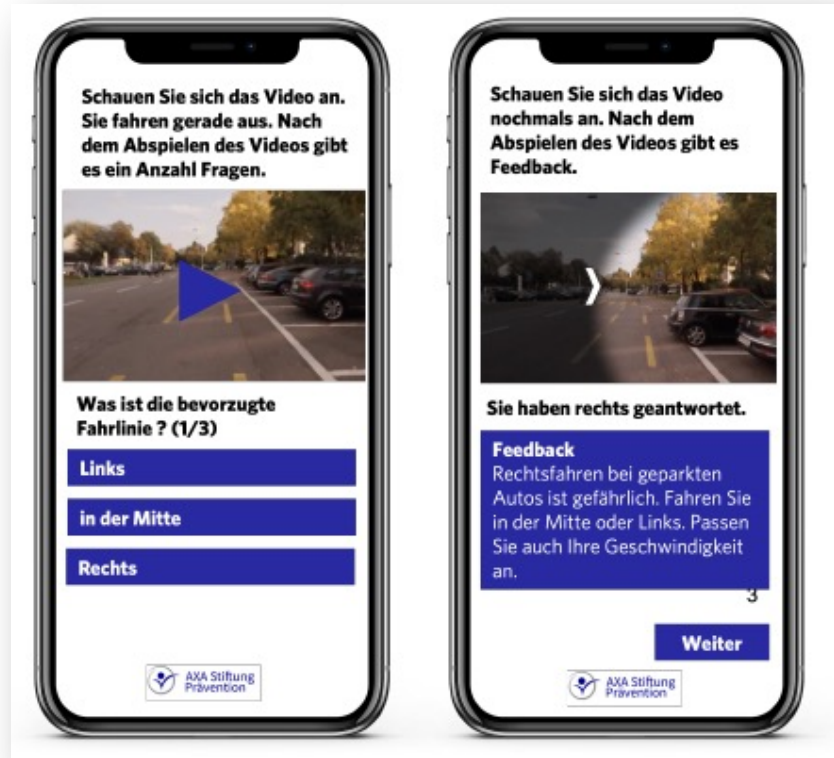 Schauen Sie sich das Video an.
Sie fahren gerade aus. Nach
dem Abspielen des Videos gibt
es ein Anzahl Fragen.
Was ist die bevorzugte
Fahrlinie ? (1/3)
Links
in der Mitte
Rechts
AXA Stiftung
Prävention
Schauen Sie sich das Video
nochmals an. Nach dem
Abspielen des Videos gibt es
Feedback.
Sie haben rechts geantwortet.
Feedback
Rechtsfahren bei geparkten
Autos ist gefährlich. Fahren Sie
in der Mitte oder Links. Passen
Sie auch Ihre Geschwindigkeit
an.
3
Weiter
AXA Stiftung
Prävention